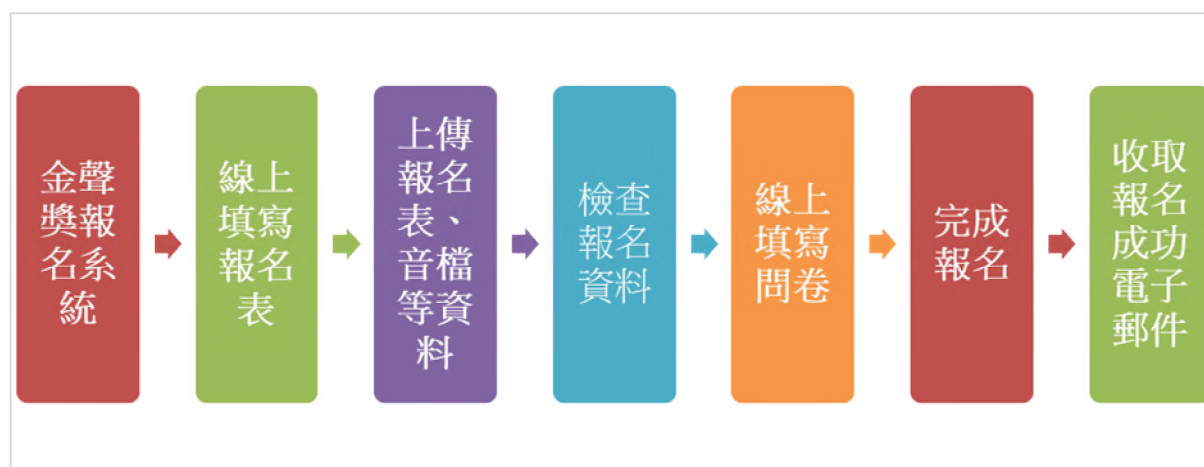 金聲
獎報
名系
統
線上
填寫
報名
表
上傳
報名
表、
音檔
等資
料
檢查
報名
資料
線上
填寫
問卷
完成
報名
收取
報名
成功
電子
郵件